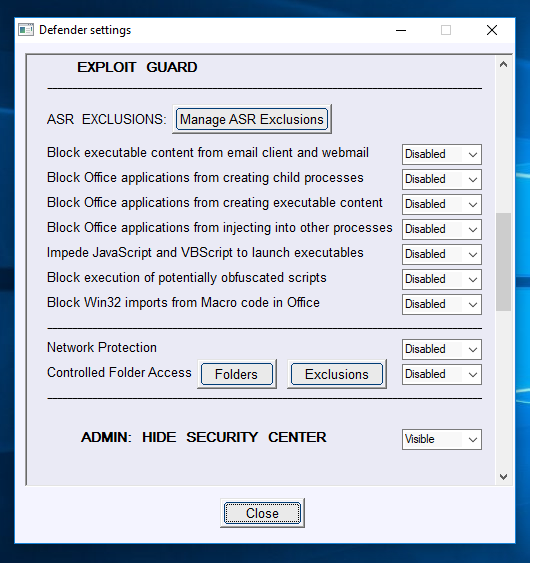 Defender settings
EXPLOIT GUARD
ASR EXCLUSIONS: Manage ASR Exclusions
Block executable content from email client and webmail Disabled
Block Office applications from creating child processes Disabled
Block Office applications from creating executable content Disabled
Block Office applications from injecting into other processes Disabled
Impede JavaScript and VBScript to launch executables Disabled
Block execution of potentially obfuscated scripts Disabled
Block Win32 imports from Macro code in Office Disabled
Network Protection Disabled
Controlled Folder Access Folders Exclusions Disabled
ADMIN: HIDE SECURITY CENTER Visible
Close